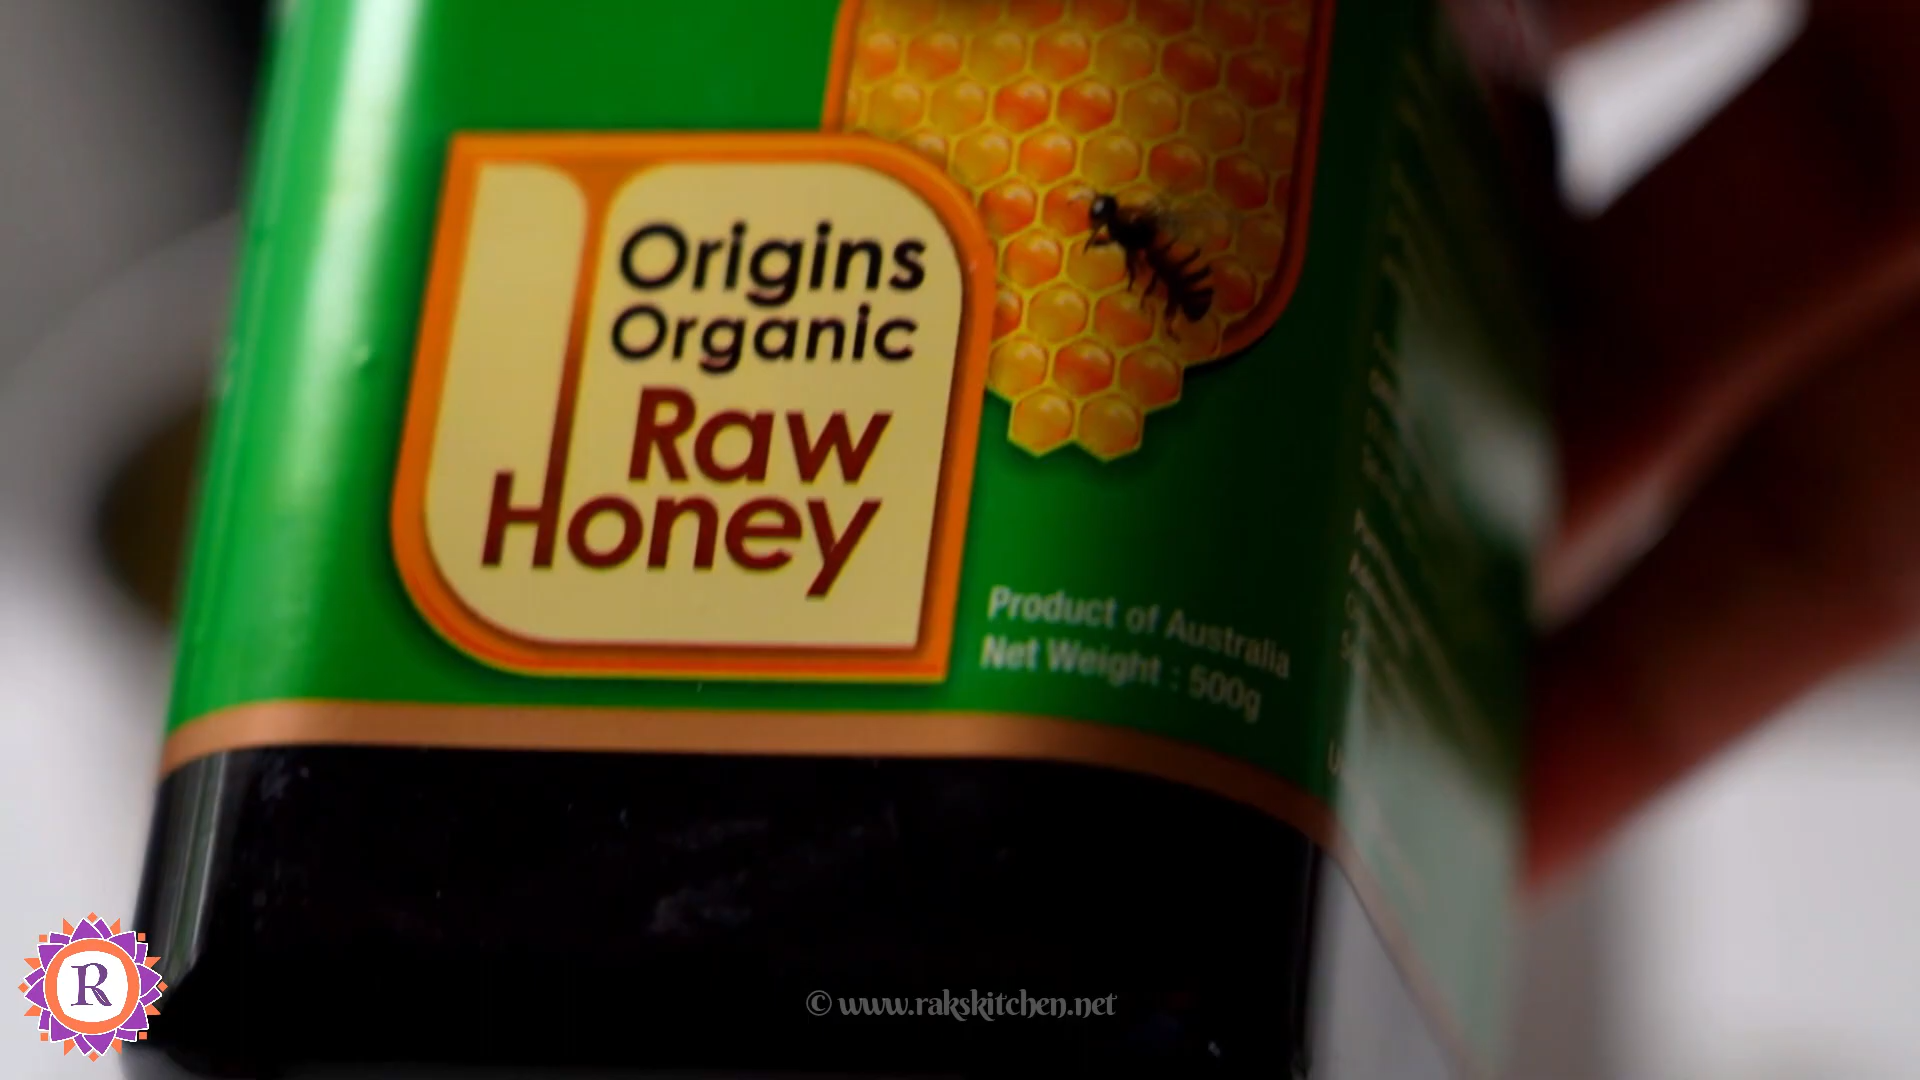 Origins
Organic
Raw
Honey
Product of Australia
Net Weight : 500g
R
© www.rakskitchen.net